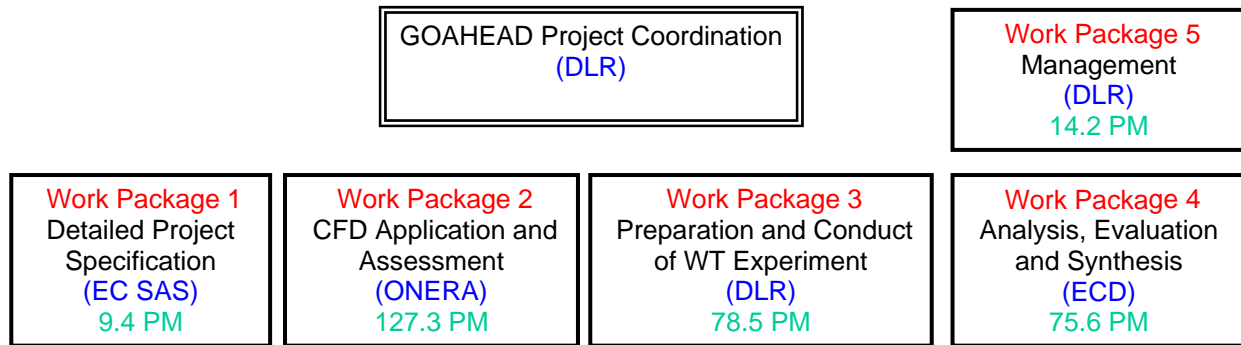 GOAHEAD Project Coordination
(DLR)
Work Package 5
Management
(DLR)
14.2 PM
Work Package 1
Detailed Project
Specification
(EC SAS)
9.4 PM
Work Package 2
CFD Application and
Assessment
(ONERA)
127.3 PM
Work Package 3
Preparation and Conduct
of WT Experiment
(DLR)
78.5 PM
Work Package 4
Analysis, Evaluation
and Synthesis
(ECD)
75.6 PM